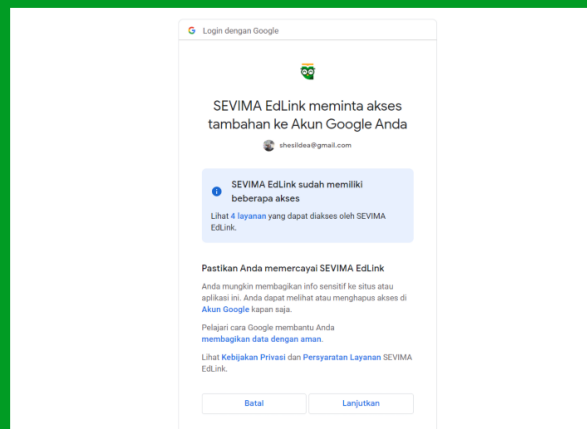 Login dengan Google
SEVIMA EdLink meminta akses
tambahan ke Akun Google Anda
shesildea@gmail.com
SEVIMA EdLink sudah memiliki
beberapa akses
Lihat 4 layanan yang dapat diakses oleh SEVIMA
EdLink.
Pastikan Anda memercayai SEVIMA EdLink
Anda mungkin membagikan info sensitif ke situs atau
aplikasi ini. Anda dapat melihat atau menghapus akses di
Akun Google kapan saja.
Pelajari cara Google membantu Anda
membagikan data dengan aman.
Lihat Kebijakan Privasi dan Persyaratan Layanan SEVIMA
EdLink.
Batal
Lanjutkan